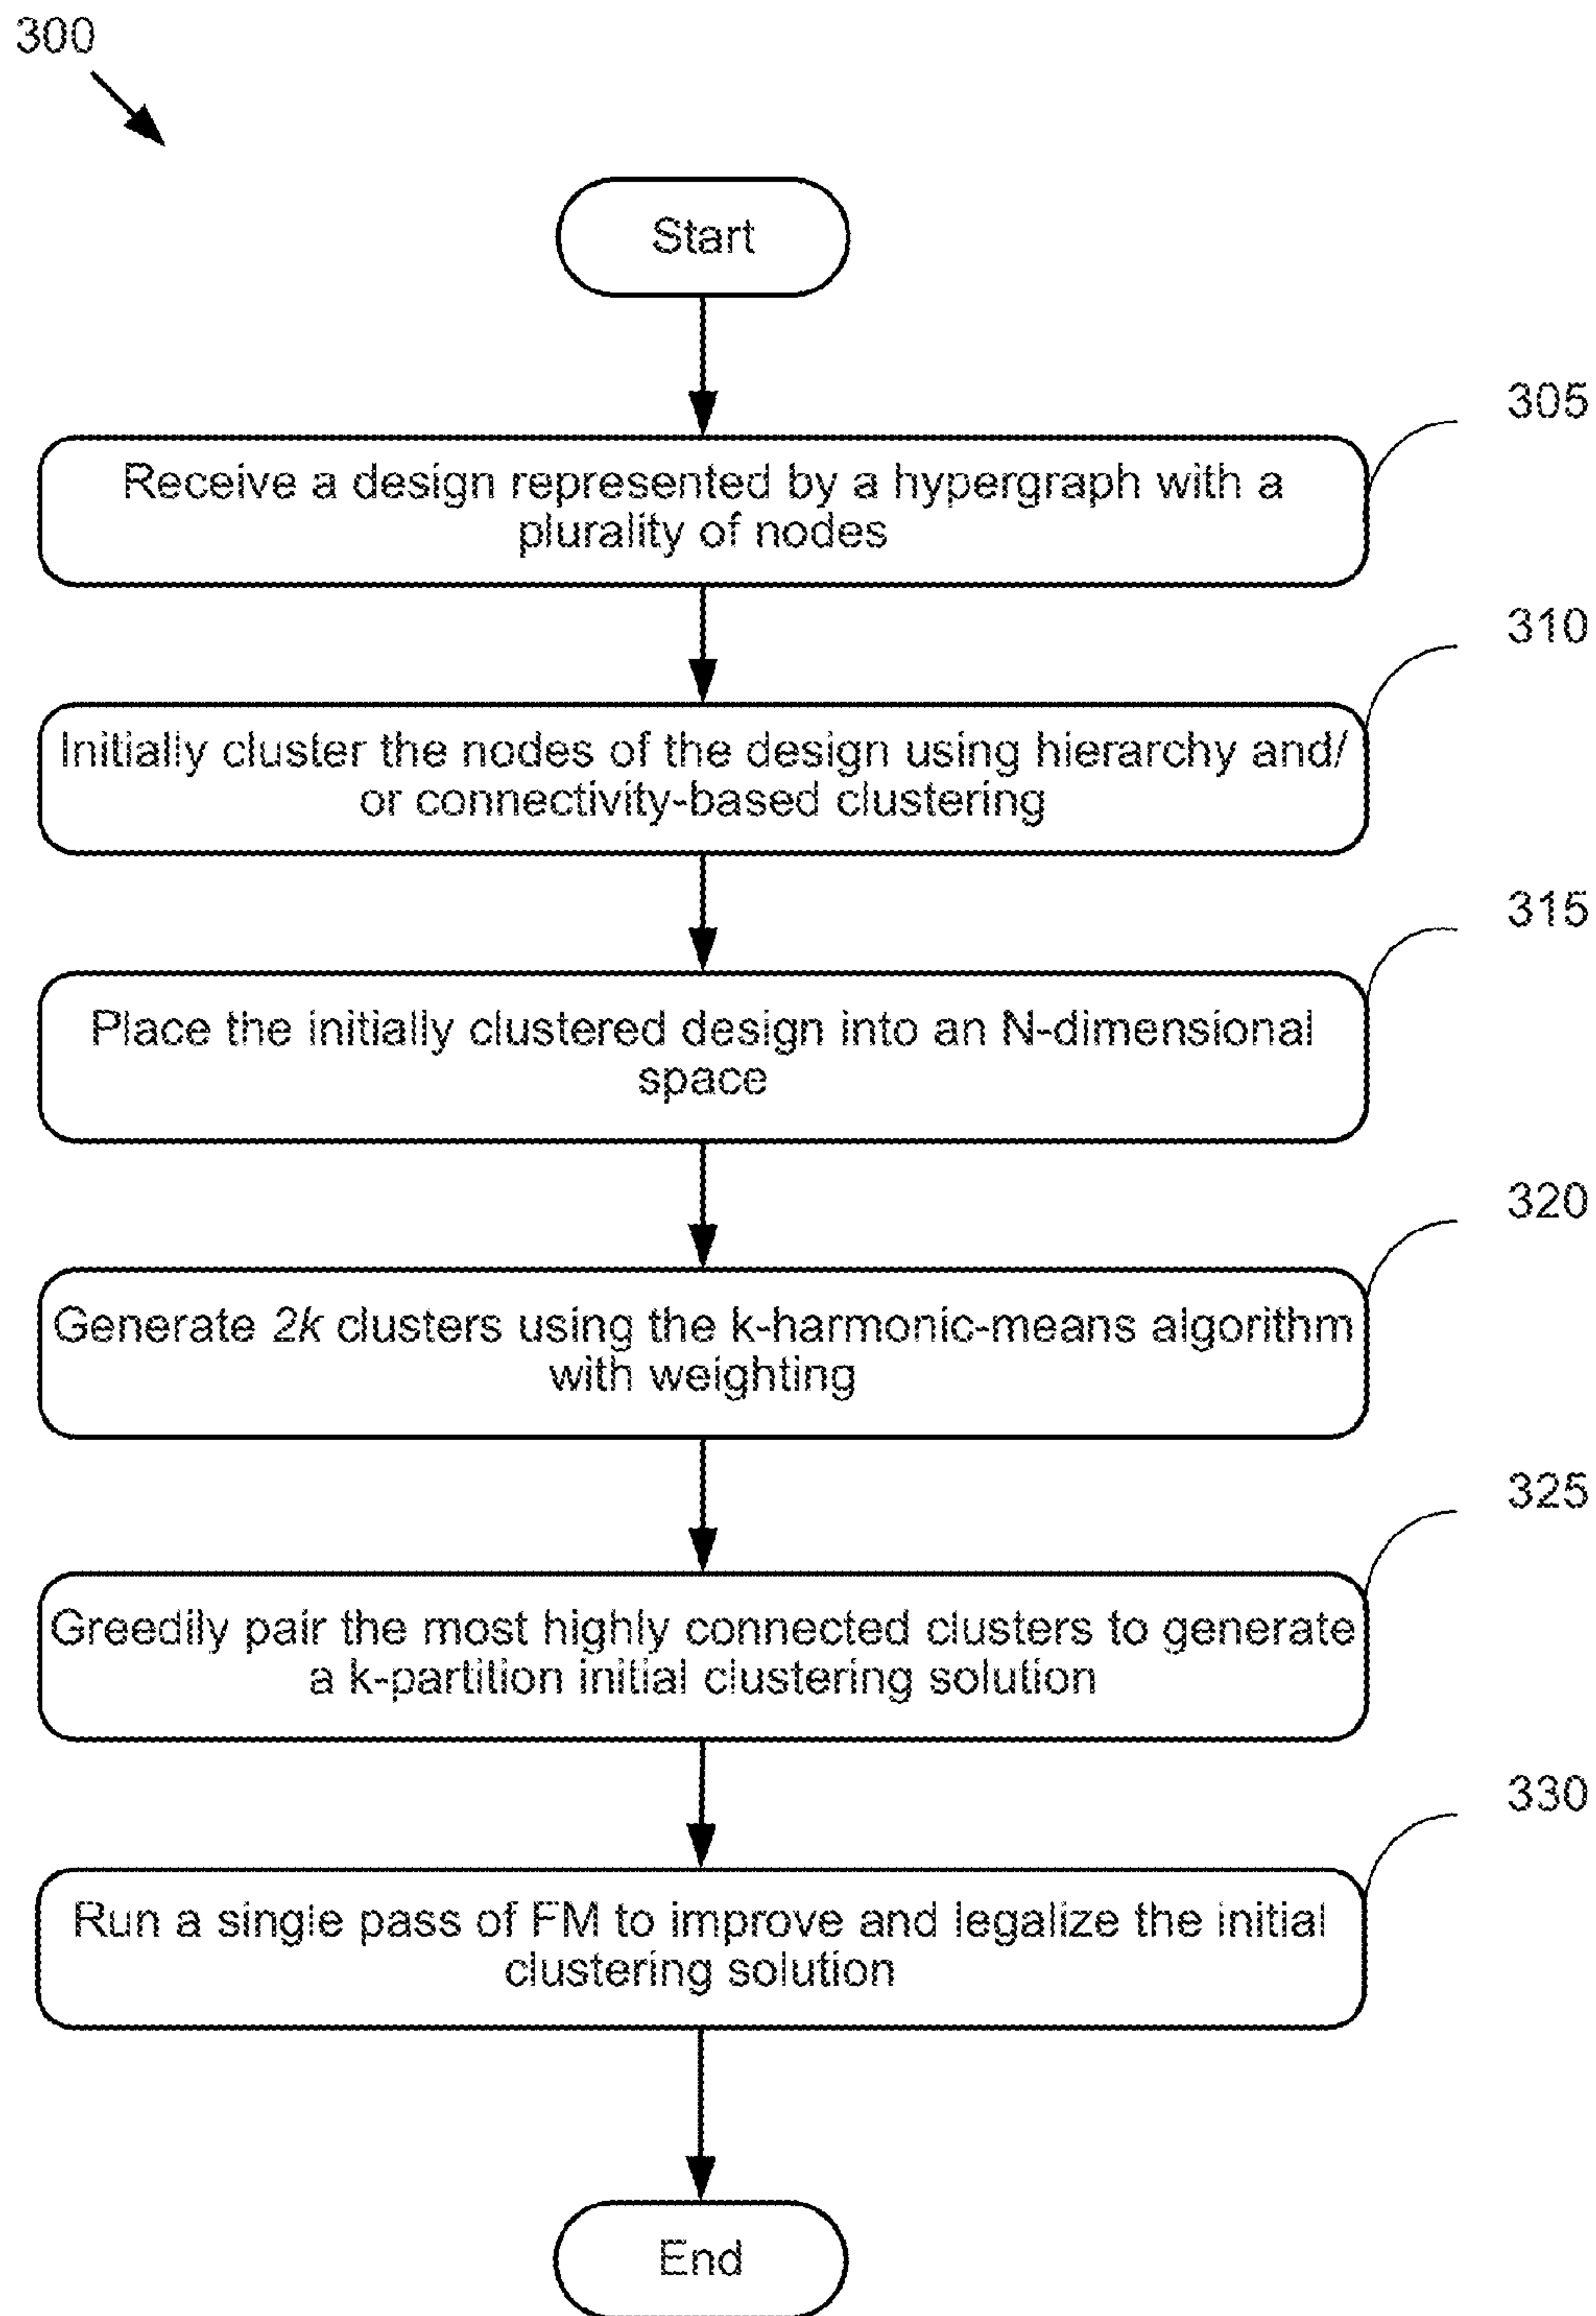 300
Start
305
Receive a design represented by a hypergraph with a
plurality of nodes
310
Initially cluster the nodes of the design using hierarchy and/
or connectivity-based clustering
315
Place the initially clustered design into an N-dimensional
space
320
Generate 2k clusters using the k-harmonic-means algorithm
with weighting
325
Greedily pair the most highly connected clusters to generate
a k-partition initial clustering solution
330
Run a single pass of FM to improve and legalize the initial
clustering solution
End